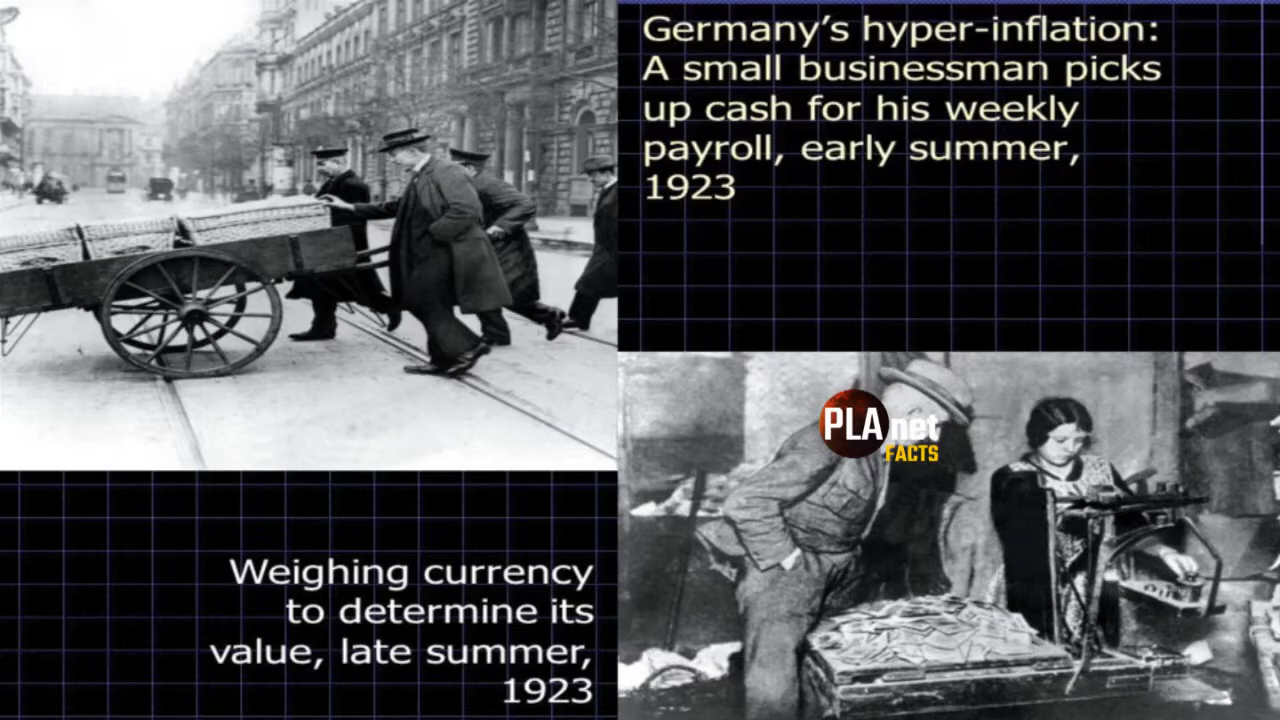 Germany's hyper-inflation:
A small businessman picks
up cash for his weekly
payroll, early summer,
1923
PLAnet
FACTS
Weighing currency
to determine its
value, late summer,
1923